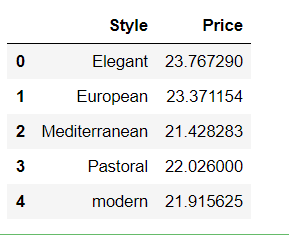 Style Price
0 Elegant 23.767290
1 European 23.371154
2 Mediterranean 21.428283
3 Pastoral 22.026000
4 modern 21.915625